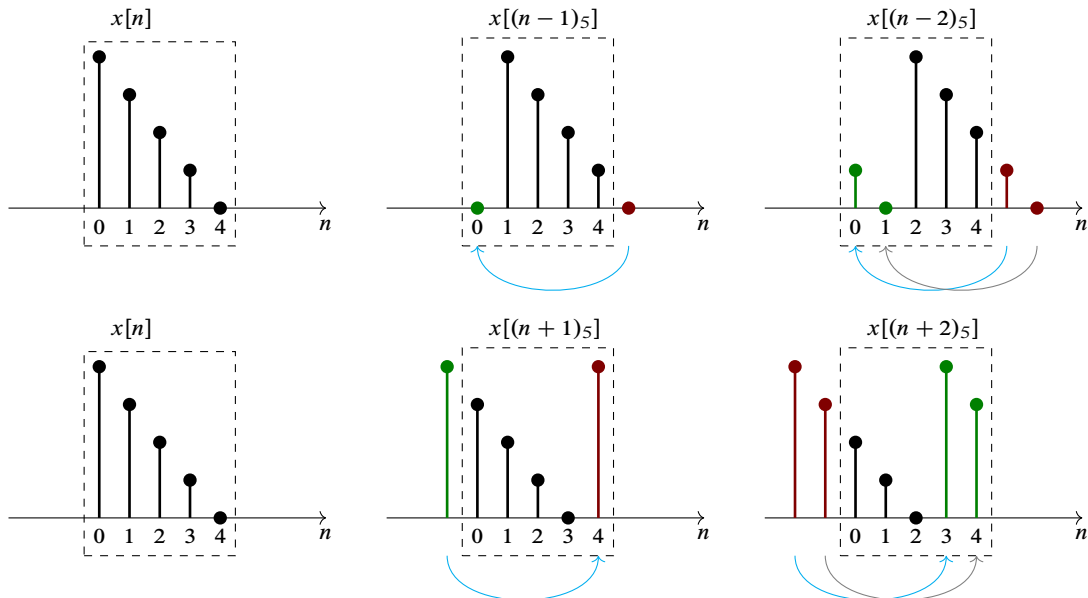 x[n]
x[(n − 1)₅]
x[(n − 2)₅]
0 1 2 3 4 n
0 1 2 3 4 n
0 1 2 3 4 n
x[n]
x[(n + 1)₅]
x[(n + 2)₅]
0 1 2 3 4 n
0 1 2 3 4 n
0 1 2 3 4 n